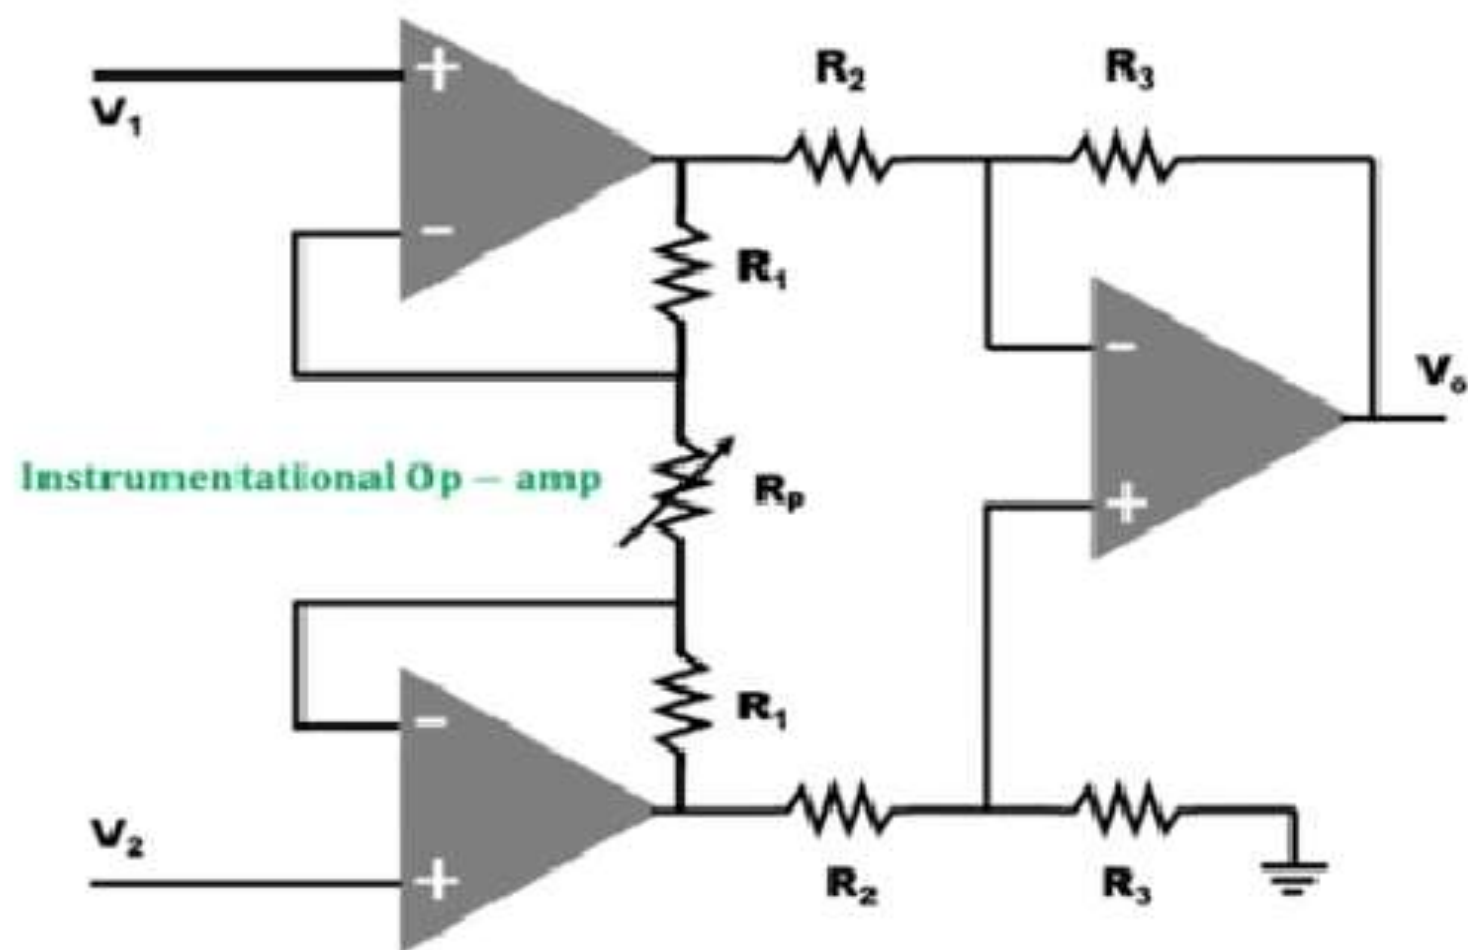 R₂ R₃
+
V₁
−
R₁
−
Vₒ
Instrumentational Op – amp
Rₚ
+
R₁
−
V₂
+
R₂ R₃